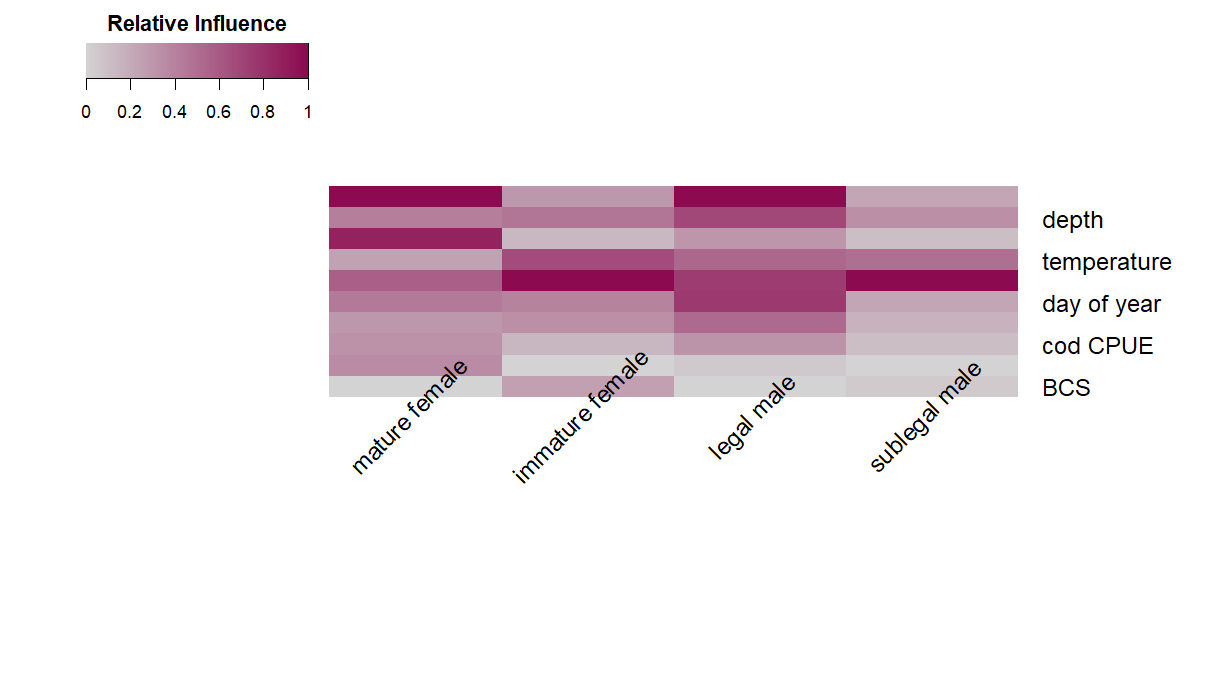 Relative Influence
0 0.2 0.4 0.6 0.8 1
depth
temperature
day of year
cod CPUE
BCS
mature female
immature female
legal male
sublegal male